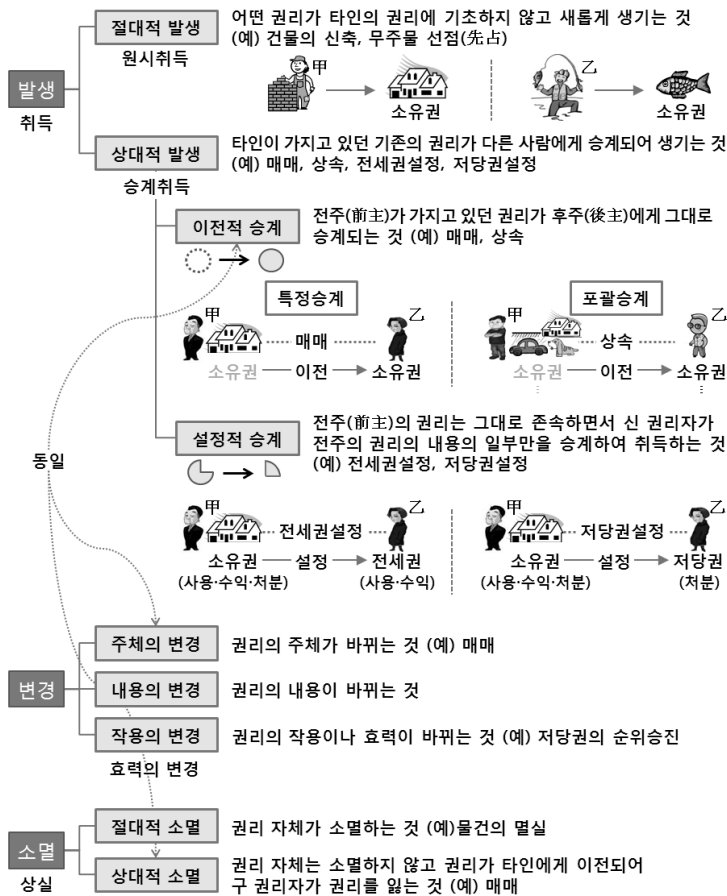 절대적 발생
어떤 권리가 타인의 권리에 기초하지 않고 새롭게 생기는 것
(예) 건물의 신축, 무주물 선점(先占)
원시취득
甲
乙
발생
취득
소유권
소유권
상대적 발생
타인이 가지고 있던 기존의 권리가 다른 사람에게 승계되어 생기는 것
(예) 매매, 상속, 전세권설정, 저당권설정
승계취득
이전적 승계
전주(前主)가 가지고 있던 권리가 후주(後主)에게 그대로
승계되는 것 (예) 매매, 상속
특정승계
甲
乙
매매
소유권
이전
소유권
포괄승계
甲
乙
상속
소유권
이전
소유권
설정적 승계
전주(前主)의 권리는 그대로 존속하면서 신 권리자가
전주의 권리의 내용의 일부만을 승계하여 취득하는 것
(예) 전세권설정, 저당권설정
동일
甲
乙
전세권설정
소유권
설정
전세권
(사용·수익·처분)
(사용·수익)
甲
乙
저당권설정
소유권
설정
저당권
(사용·수익·처분)
(처분)
변경
주체의 변경
권리의 주체가 바뀌는 것 (예) 매매
내용의 변경
권리의 내용이 바뀌는 것
작용의 변경
권리의 작용이나 효력이 바뀌는 것 (예) 저당권의 순위승진
효력의 변경
소멸
상실
절대적 소멸
권리 자체가 소멸하는 것 (예)물건의 멸실
상대적 소멸
권리 자체는 소멸하지 않고 권리가 타인에게 이전되어
구 권리자가 권리를 잃는 것 (예) 매매